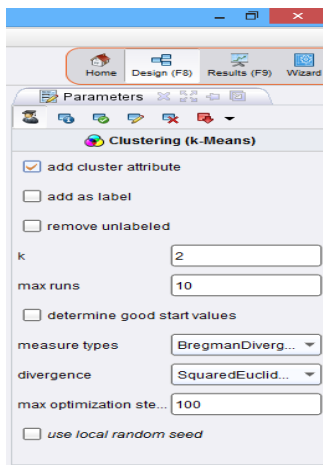 Home
Design (F8)
Results (F9)
Wizard
Parameters
Clustering (k-Means)
add cluster attribute
add as label
remove unlabeled
k 2
max runs 10
determine good start values
measure types BregmanDiverg...
divergence SquaredEuclid...
max optimization ste... 100
use local random seed